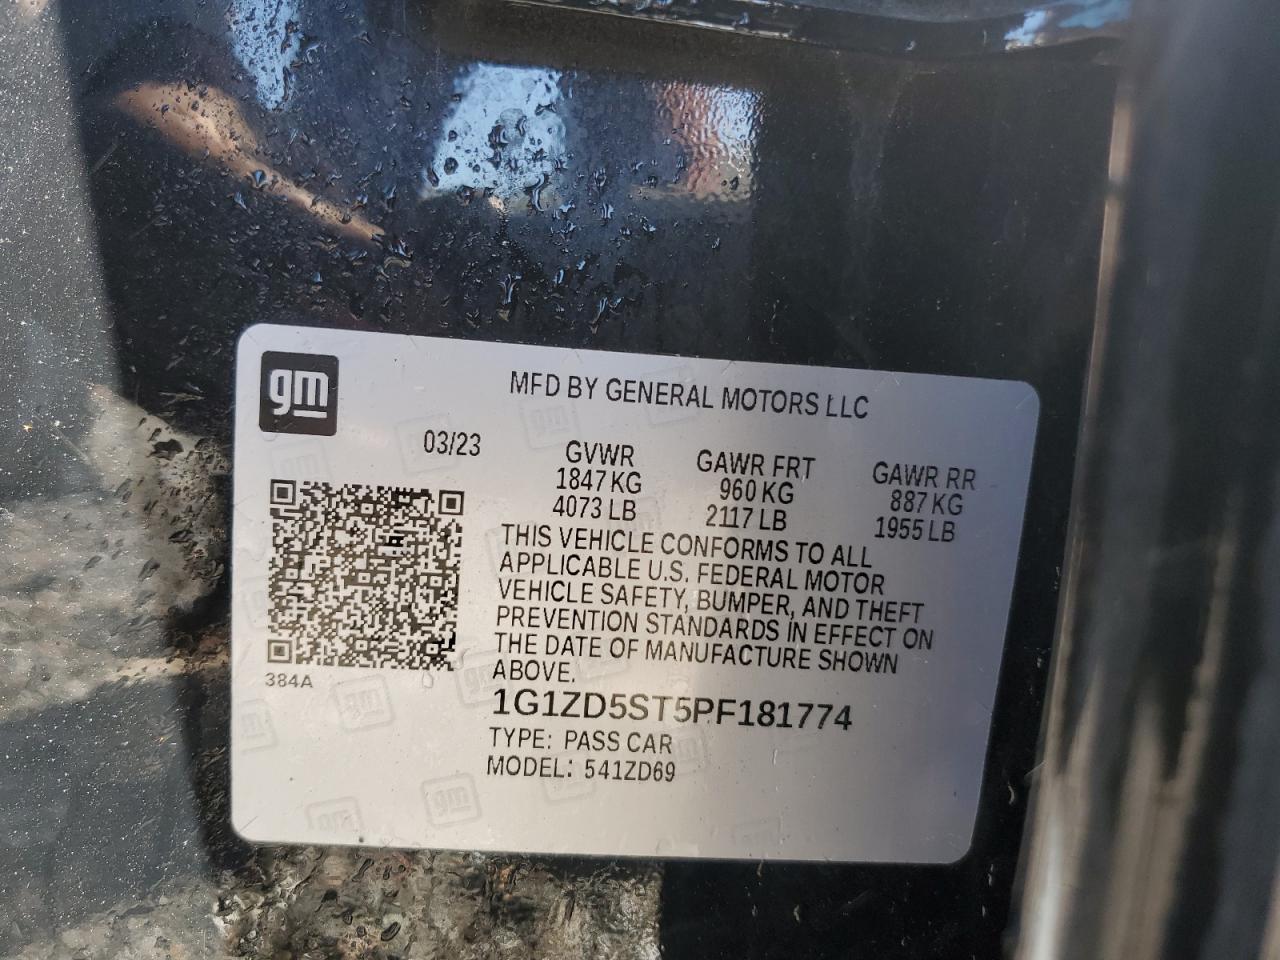 gm
MFD BY GENERAL MOTORS LLC
03/23
GVWR
1847 KG
4073 LB
GAWR FRT
960 KG
2117 LB
GAWR RR
887 KG
1955 LB
THIS VEHICLE CONFORMS TO ALL
APPLICABLE U.S. FEDERAL MOTOR
VEHICLE SAFETY, BUMPER, AND THEFT
PREVENTION STANDARDS IN EFFECT ON
THE DATE OF MANUFACTURE SHOWN
ABOVE.
384A
1G1ZD5ST5PF181774
TYPE: PASS CAR
MODEL: 541ZD69